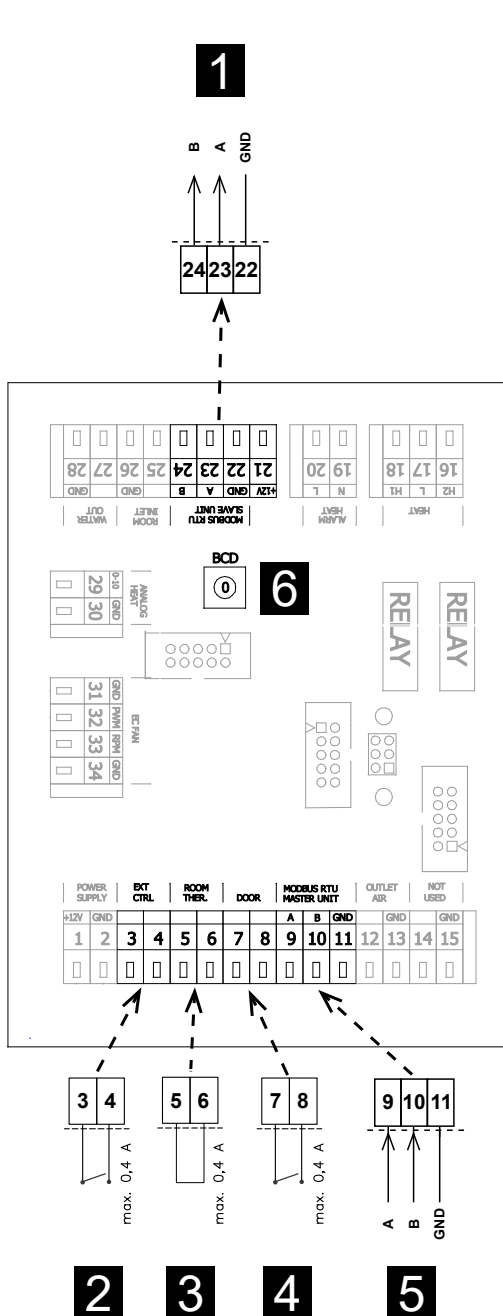 1
B A GND
24 23 22
28 27 26 25 24 23 22 21 20 19 18 17 16
GND GND B A GND +12V L N H1 L H2
WATER OUT
ROOM INLET
MODBUS RTU
SLAVE UNIT
ALARM HEAT
HEAT
BCD
0
6
29 0-10
30 GND
ANALOG HEAT
RELAY RELAY
31 GND
32 PWM
33 RPM
34 GND
EC FAN
POWER SUPPLY
EXT CTRL
ROOM THER.
DOOR
MODBUS RTU
MASTER UNIT
OUTLET AIR
NOT USED
+12V GND A B GND GND GND
1 2 3 4 5 6 7 8 9 10 11 12 13 14 15
3 4 5 6 7 8 9 10 11
max. 0,4 A
max. 0,4 A
max. 0,4 A
A B GND
2 3 4 5